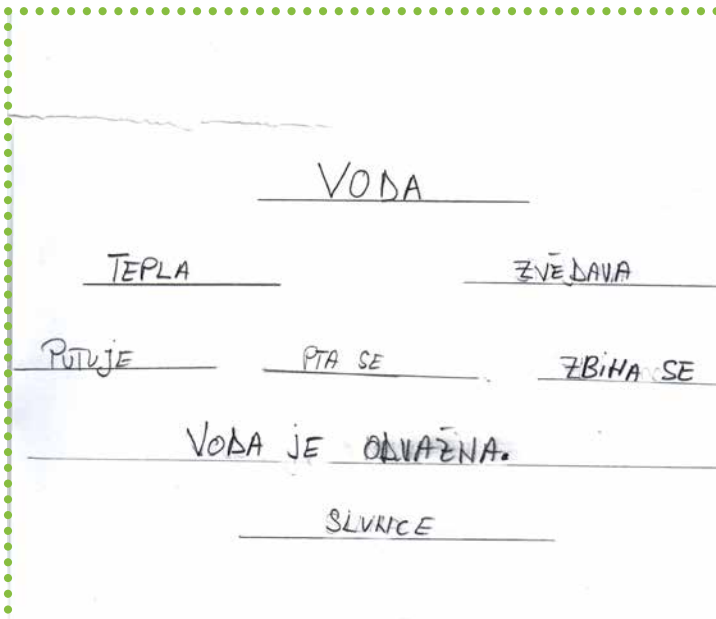 VODA
TEPLA ZVĚDAVA
PUTUJE PTA SE ZBIHA SE
VODA JE ODVAŽNA.
SLUNCE